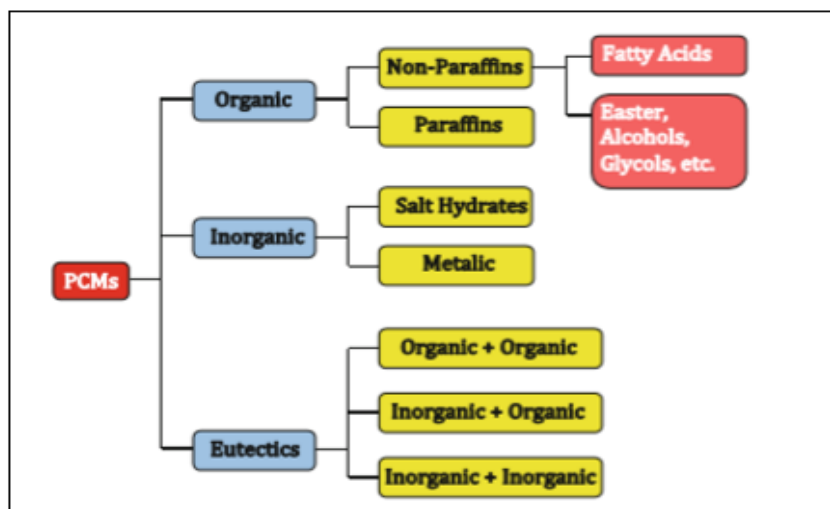 Fatty Acids
Non-Paraffins
Organic
Easter,
Alcohols,
Glycols, etc.
Paraffins
Salt Hydrates
Inorganic
Metalic
PCMs
Organic + Organic
Inorganic + Organic
Eutectics
Inorganic + Inorganic